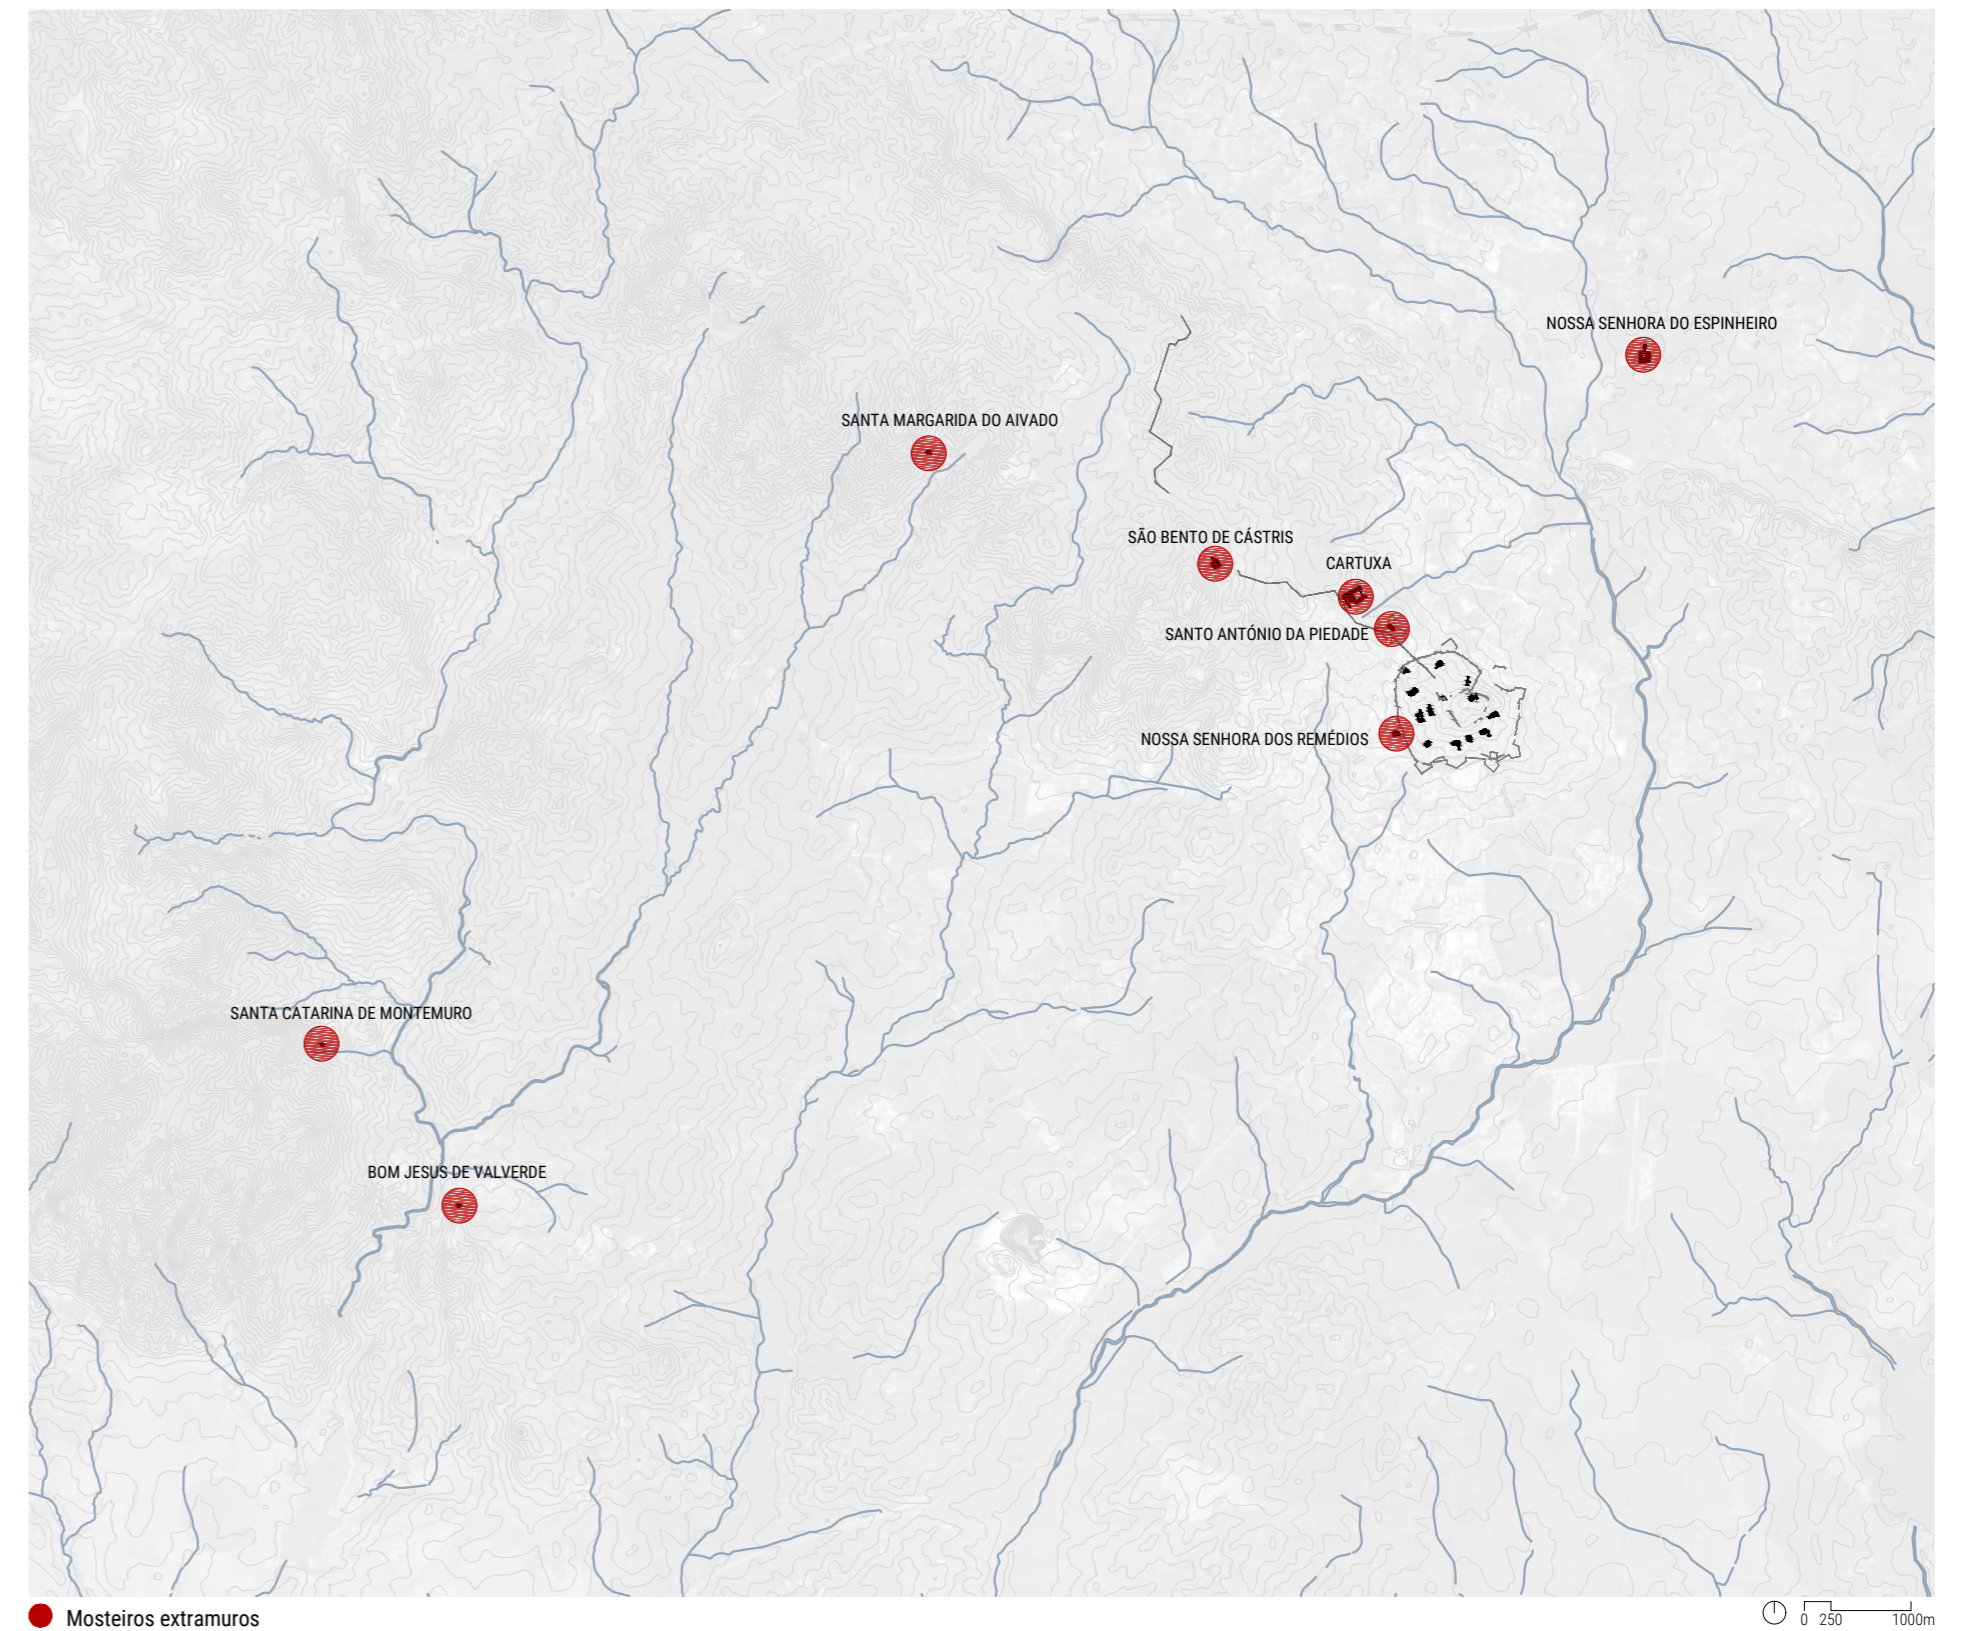 NOSSA SENHORA DO ESPINHEIRO
SANTA MARGARIDA DO AIVADO
SÃO BENTO DE CÁSTRIS
CARTUXA
SANTO ANTÓNIO DA PIEDADE
NOSSA SENHORA DOS REMÉDIOS
SANTA CATARINA DE MONTEMURO
BOM JESUS DE VALVERDE
Mosteiros extramuros
0 250 1000m